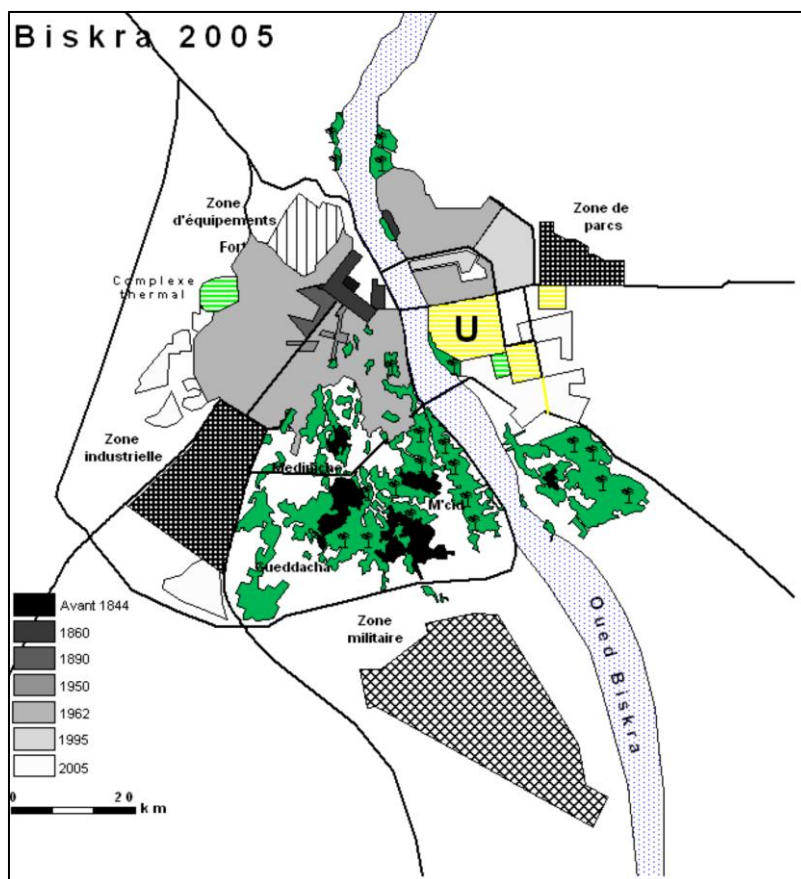 Biskra 2005
Zone
d'équipements
Fort
Zone de
parcs
Complexe
thermal
U
Zone
industrielle
Gueddacha
Zone
militaire
Oued Biskra
Avant 1844
1860
1890
1950
1962
1995
2005
0 20
km